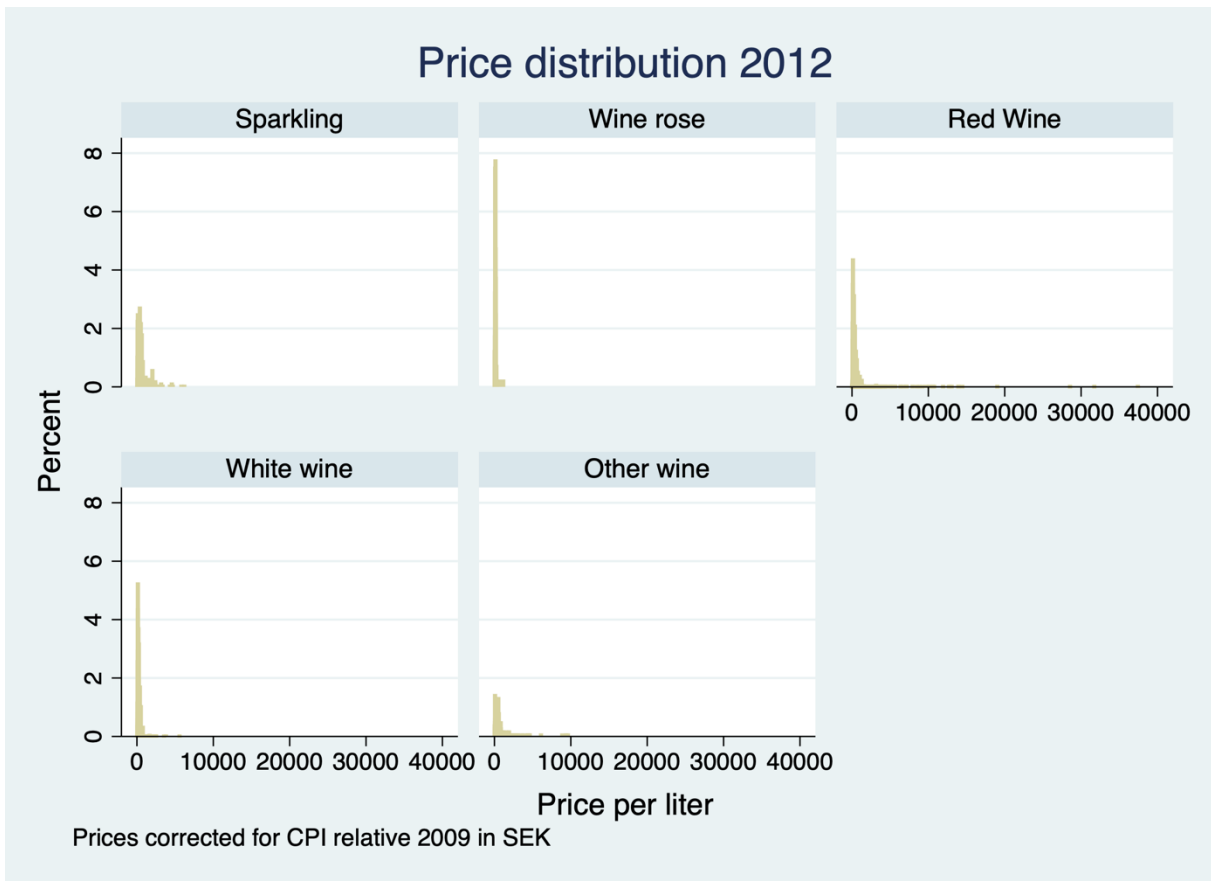 Price distribution 2012
Sparkling
Wine rose
Red Wine
8
6
4
2
0
0 10000 20000 30000 40000
Percent
White wine
Other wine
8
6
4
2
0
0 10000 20000 30000 40000
0 10000 20000 30000 40000
Price per liter
Prices corrected for CPI relative 2009 in SEK